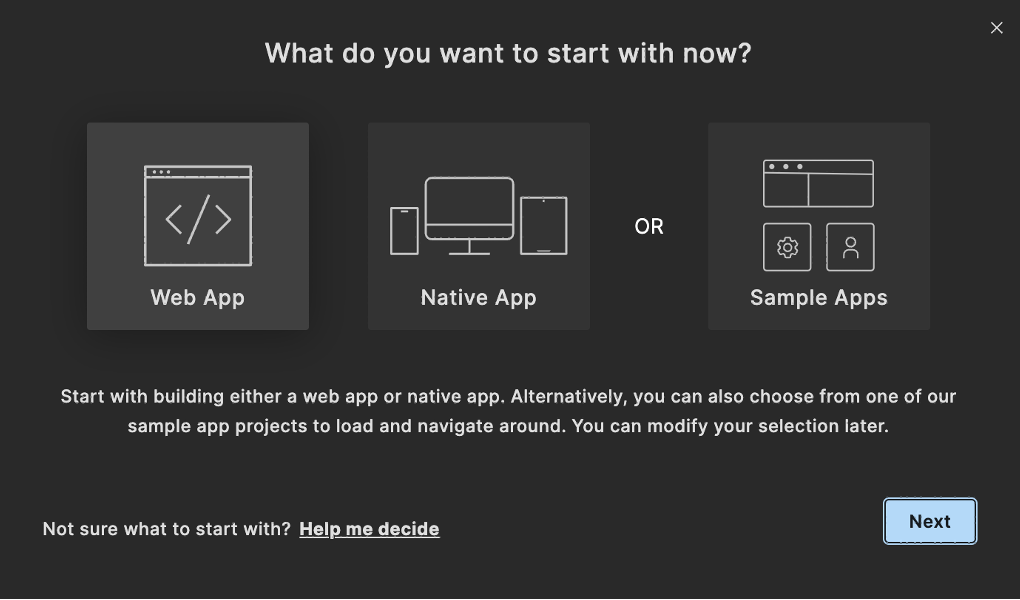 What do you want to start with now?
Web App
Native App
OR
Sample Apps
Start with building either a web app or native app. Alternatively, you can also choose from one of our
sample app projects to load and navigate around. You can modify your selection later.
Not sure what to start with? Help me decide
Next